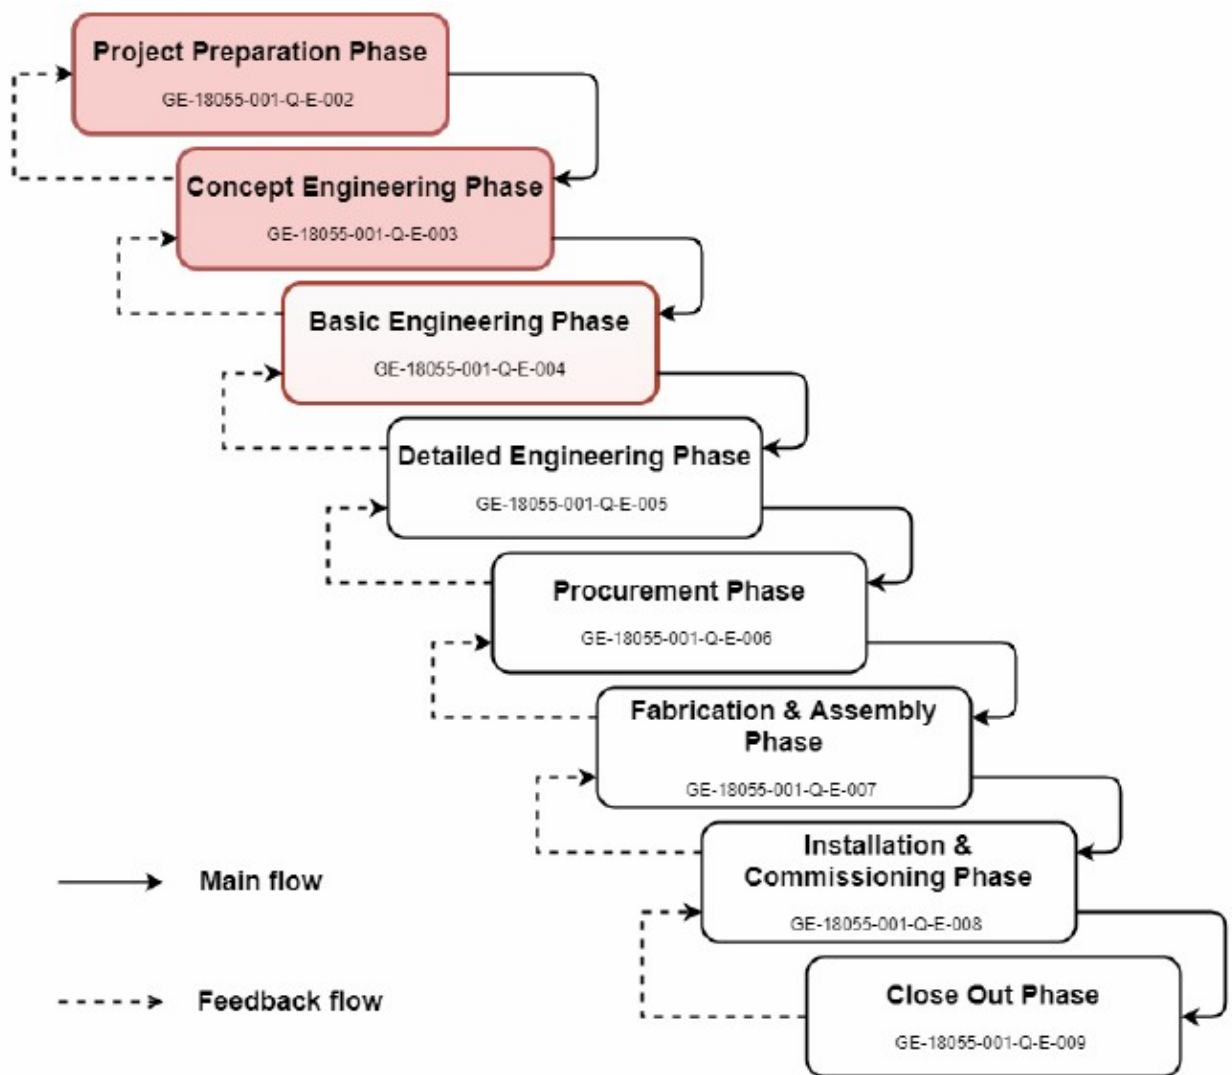 Project Preparation Phase
GE-18055-001-Q-E-002
Concept Engineering Phase
GE-18055-001-Q-E-003
Basic Engineering Phase
GE-18055-001-Q-E-004
Detailed Engineering Phase
GE-18055-001-Q-E-005
Procurement Phase
GE-18055-001-Q-E-006
Fabrication & Assembly
Phase
GE-18055-001-Q-E-007
Installation &
Commissioning Phase
GE-18055-001-Q-E-008
Close Out Phase
GE-18055-001-Q-E-009
Main flow
Feedback flow